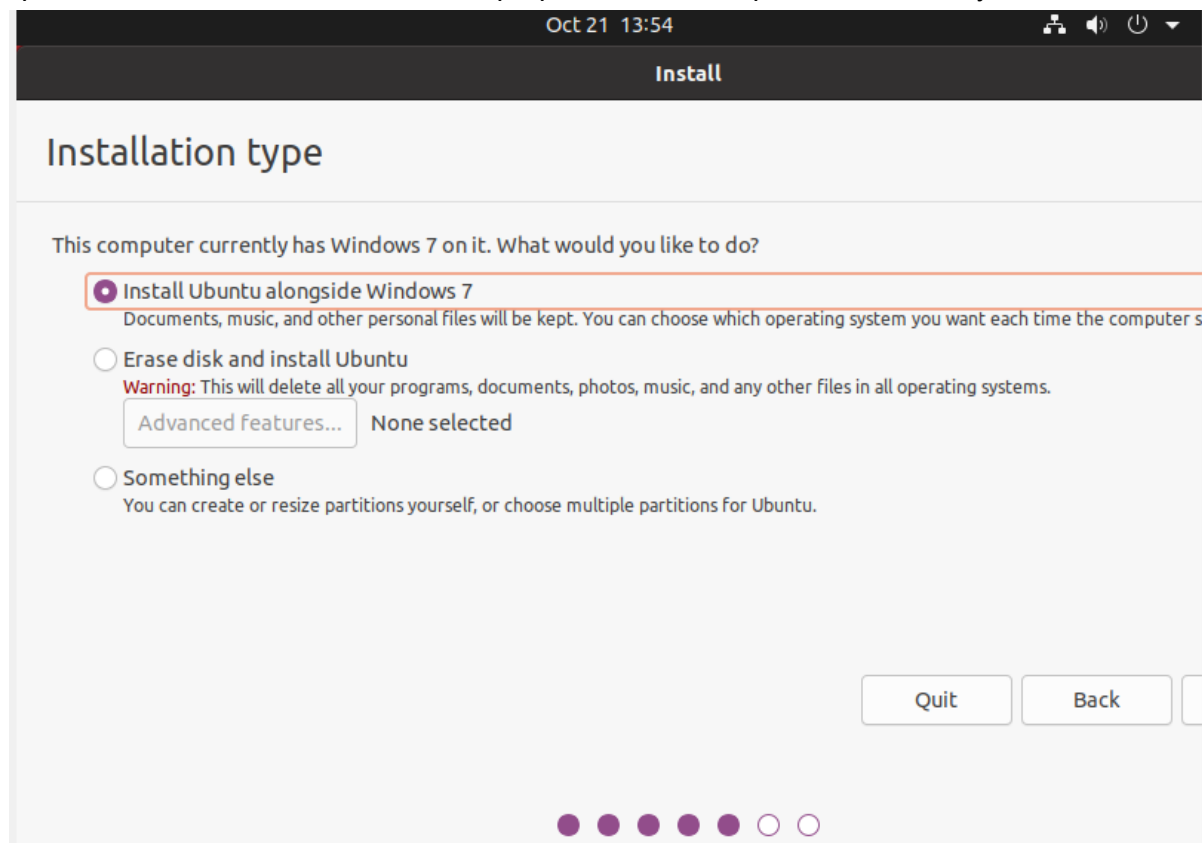 Oct 21 13:54
Install
Installation type
This computer currently has Windows 7 on it. What would you like to do?
Install Ubuntu alongside Windows 7
Documents, music, and other personal files will be kept. You can choose which operating system you want each time the computer s
Erase disk and install Ubuntu
Warning: This will delete all your programs, documents, photos, music, and any other files in all operating systems.
Advanced features... None selected
Something else
You can create or resize partitions yourself, or choose multiple partitions for Ubuntu.
Quit Back